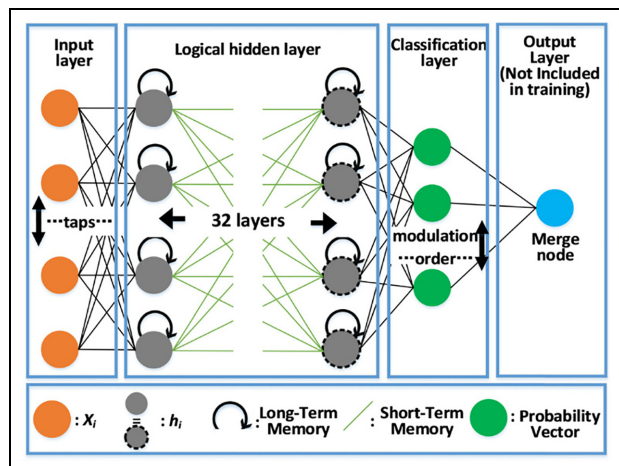 Input
layer
Logical hidden layer
Classification
layer
Output
Layer
(Not Included
in training)
taps
32 layers
modulation
order
Merge
node
: Xi
≡
: hi
: Long-Term
Memory
: Short-Term
Memory
: Probability
Vector